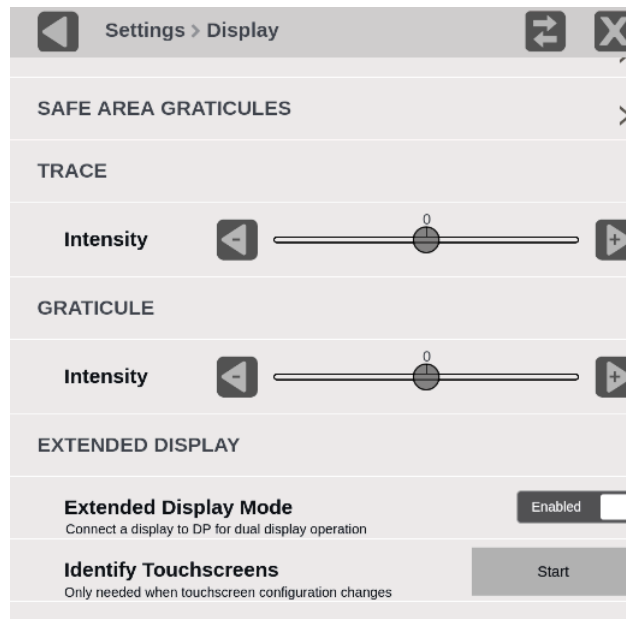 Settings > Display
SAFE AREA GRATICULES
TRACE
0
Intensity - +
GRATICULE
0
Intensity - +
EXTENDED DISPLAY
Extended Display Mode Enabled
Connect a display to DP for dual display operation
Identify Touchscreens Start
Only needed when touchscreen configuration changes